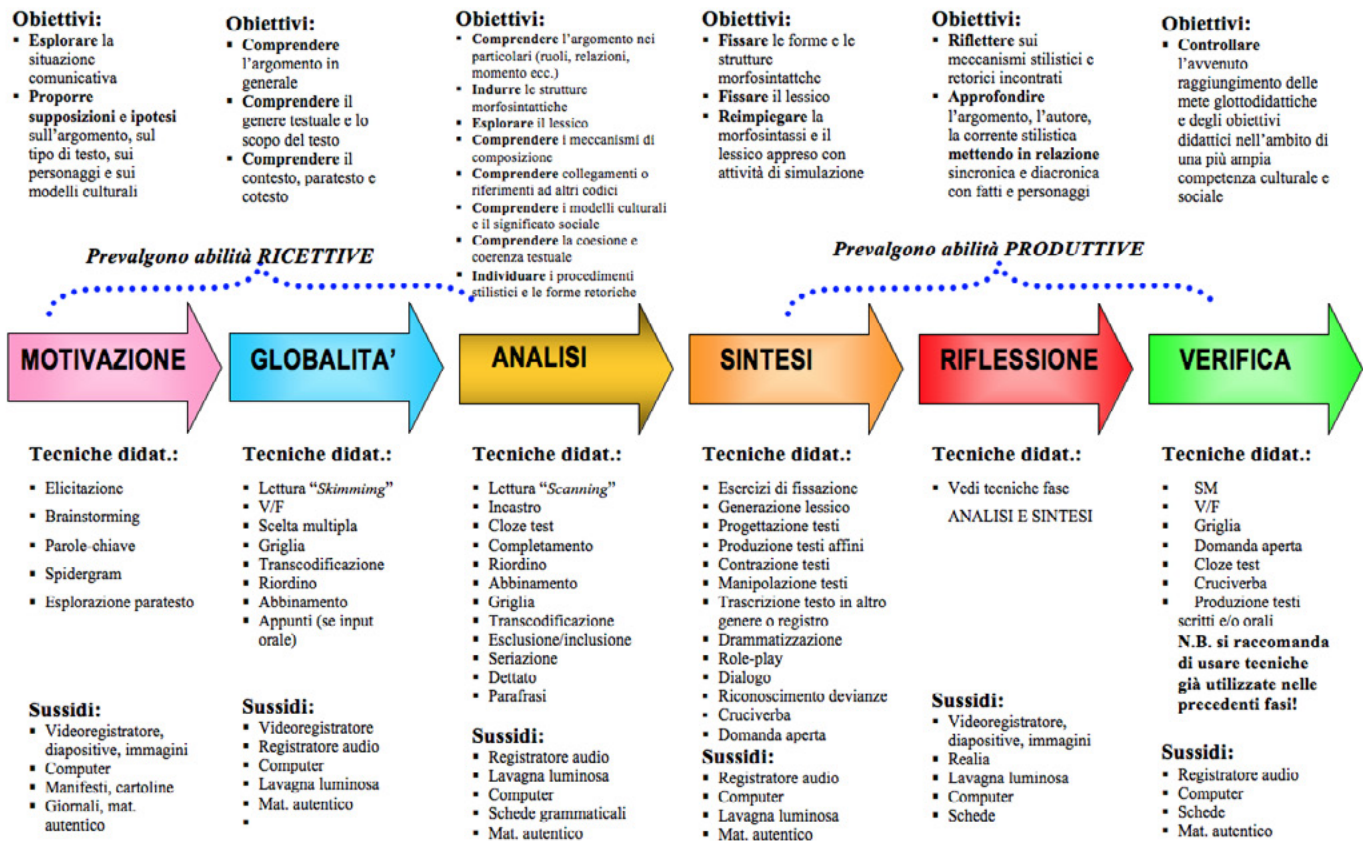 Obiettivi:
▪ Esplorare la
situazione
comunicativa
▪ Proporre
supposizioni e ipotesi
sull'argomento, sul
tipo di testo, sui
personaggi e sui
modelli culturali
Obiettivi:
▪ Comprendere
l'argomento in
generale
▪ Comprendere il
genere testuale e lo
scopo del testo
▪ Comprendere il
contesto, paratesto e
cotesto
Obiettivi:
▪ Comprendere l'argomento nei
particolari (ruoli, relazioni,
momento ecc.)
▪ Indurre le strutture
morfosintattiche
▪ Esplorare il lessico
▪ Comprendere i meccanismi di
composizione
▪ Comprendere collegamenti o
riferimenti ad altri codici
▪ Comprendere i modelli culturali
e il significato sociale
▪ Comprendere la coesione e
coerenza testuale
▪ Individuare i procedimenti
stilistici e le forme retoriche
Obiettivi:
▪ Fissare le forme e le
strutture
morfosintattche
▪ Fissare il lessico
▪ Reimpiegare la
morfosintassi e il
lessico appreso con
attività di simulazione
Obiettivi:
▪ Riflettere sui
meccanismi stilistici e
retorici incontrati
▪ Approfondire
l'argomento, l'autore,
la corrente stilistica
mettendo in relazione
sincronica e diacronica
con fatti e personaggi
Obiettivi:
▪ Controllare
l'avvenuto
raggiungimento delle
mete glottodidattiche
e degli obiettivi
didattici nell'ambito di
una più ampia
competenza culturale e
sociale
Prevalgono abilità RICETTIVE
Prevalgono abilità PRODUTTIVE
MOTIVAZIONE
GLOBALITA'
ANALISI
SINTESI
RIFLESSIONE
VERIFICA
Tecniche didat.:
▪ Elicitazione
▪ Brainstorming
▪ Parole-chiave
▪ Spidergram
▪ Esplorazione paratesto
Sussidi:
▪ Videoregistratore,
diapositive, immagini
▪ Computer
▪ Manifesti, cartoline
▪ Giornali, mat.
autentico
Tecniche didat.:
▪ Lettura "Skimmimg"
▪ V/F
▪ Scelta multipla
▪ Griglia
▪ Transcodificazione
▪ Riordino
▪ Abbinamento
▪ Appunti (se input
orale)
Sussidi:
▪ Videoregistratore
▪ Registratore audio
▪ Computer
▪ Lavagna luminosa
▪ Mat. autentico
▪
Tecniche didat.:
▪ Lettura "Scanning"
▪ Incastro
▪ Cloze test
▪ Completamento
▪ Riordino
▪ Abbinamento
▪ Griglia
▪ Transcodificazione
▪ Esclusione/inclusione
▪ Seriazione
▪ Dettato
▪ Parafrasi
Sussidi:
▪ Registratore audio
▪ Lavagna luminosa
▪ Computer
▪ Schede grammaticali
▪ Mat. autentico
Tecniche didat.:
▪ Esercizi di fissazione
▪ Generazione lessico
▪ Progettazione testi
▪ Produzione testi affini
▪ Contrazione testi
▪ Manipolazione testi
▪ Trascrizione testo in altro
genere o registro
▪ Drammatizzazione
▪ Role-play
▪ Dialogo
▪ Riconoscimento devianze
▪ Cruciverba
▪ Domanda aperta
Sussidi:
▪ Registratore audio
▪ Computer
▪ Lavagna luminosa
▪ Mat. autentico
Tecniche didat.:
▪ Vedi tecniche fase
ANALISI E SINTESI
Sussidi:
▪ Videoregistratore,
diapositive, immagini
▪ Realia
▪ Lavagna luminosa
▪ Computer
▪ Schede
Tecniche didat.:
▪ SM
▪ V/F
▪ Griglia
▪ Domanda aperta
▪ Cloze test
▪ Cruciverba
▪ Produzione testi
scritti e/o orali
N.B. si raccomanda
di usare tecniche
già utilizzate nelle
precedenti fasi!
Sussidi:
▪ Registratore audio
▪ Computer
▪ Schede
▪ Mat. autentico